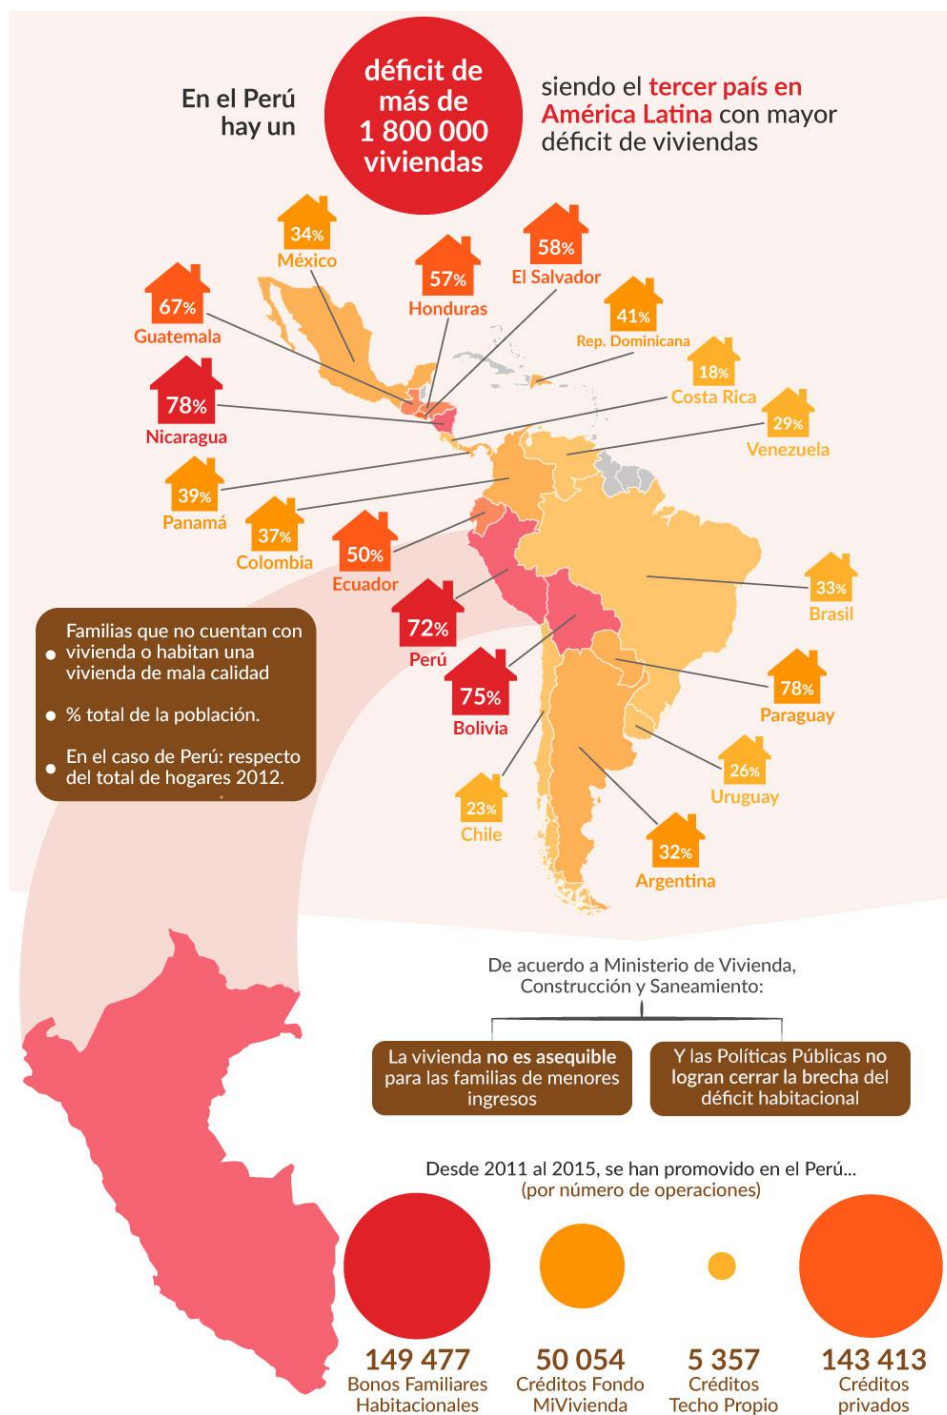 En el Perú
hay un
déficit de
más de
1 800 000
viviendas
siendo el tercer país en
América Latina con mayor
déficit de viviendas
34%
México
58%
El Salvador
57%
Honduras
67%
Guatemala
41%
Rep. Dominicana
18%
Costa Rica
78%
Nicaragua
29%
Venezuela
39%
Panamá
37%
Colombia
50%
Ecuador
33%
Brasil
72%
Perú
75%
Bolivia
78%
Paraguay
26%
Uruguay
23%
Chile
32%
Argentina
Familias que no cuentan con
vivienda o habitan una
vivienda de mala calidad
% total de la población.
En el caso de Perú: respecto
del total de hogares 2012.
De acuerdo a Ministerio de Vivienda,
Construcción y Saneamiento:
La vivienda no es asequible
para las familias de menores
ingresos
Y las Políticas Públicas no
logran cerrar la brecha del
déficit habitacional
Desde 2011 al 2015, se han promovido en el Perú...
(por número de operaciones)
149 477
Bonos Familiares
Habitacionales
50 054
Créditos Fondo
MiVivienda
5 357
Créditos
Techo Propio
143 413
Créditos
privados